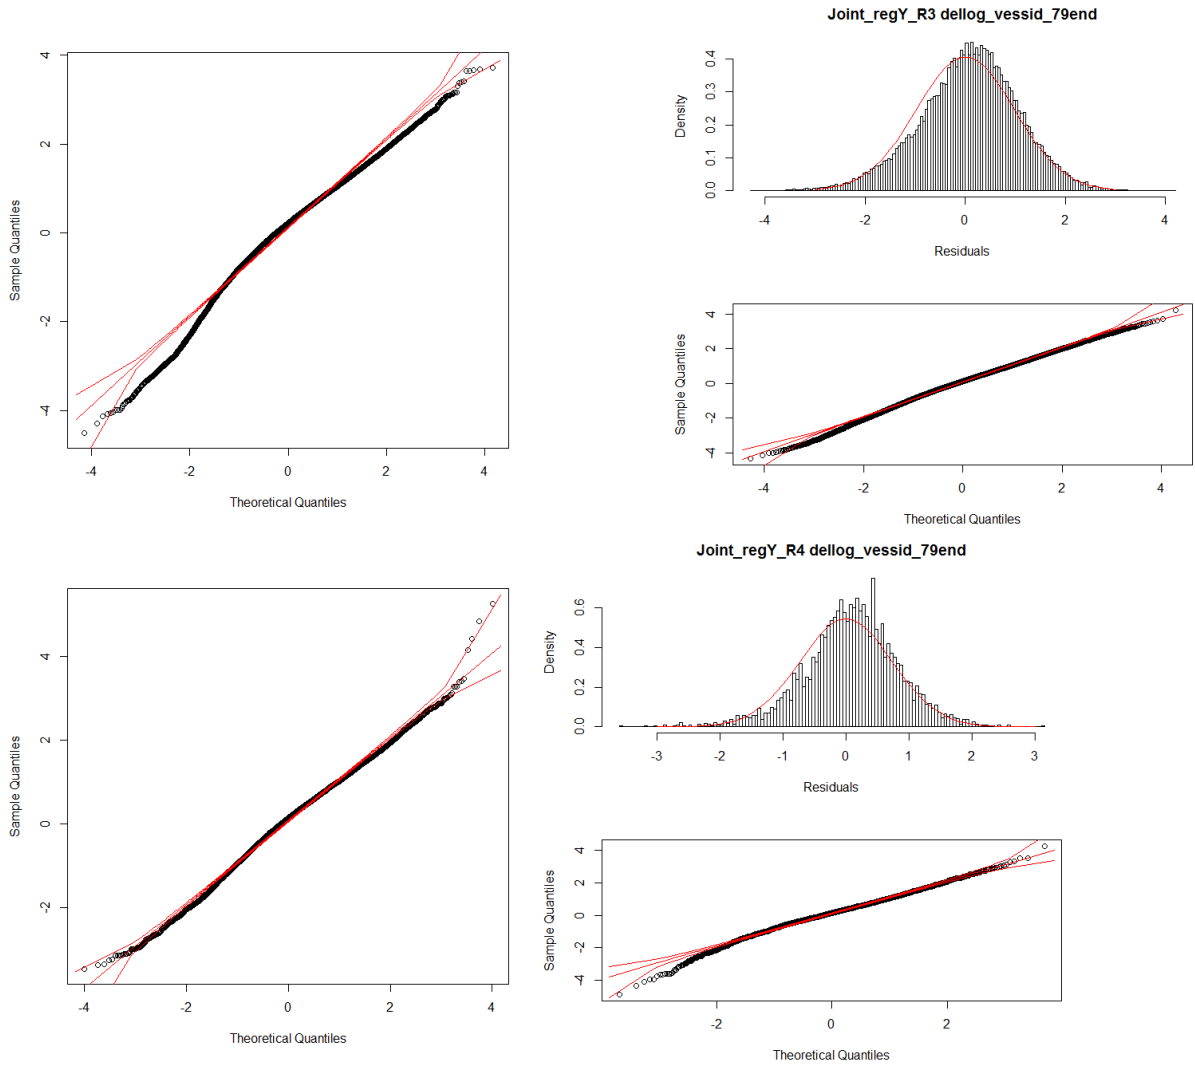 Sample Quantiles
4
2
0
-2
-4
-4 -2 0 2 4
Theoretical Quantiles
Joint_regY_R3 dellog_vessid_79end
Density
0.4
0.3
0.2
0.1
0.0
-4 -2 0 2 4
Residuals
Sample Quantiles
4
2
0
-2
-4
-4 -2 0 2 4
Theoretical Quantiles
Sample Quantiles
4
2
0
-2
-4 -2 0 2 4
Theoretical Quantiles
Joint_regY_R4 dellog_vessid_79end
Density
0.6
0.4
0.2
0.0
-3 -2 -1 0 1 2 3
Residuals
Sample Quantiles
4
2
0
-2
-4
-2 0 2
Theoretical Quantiles